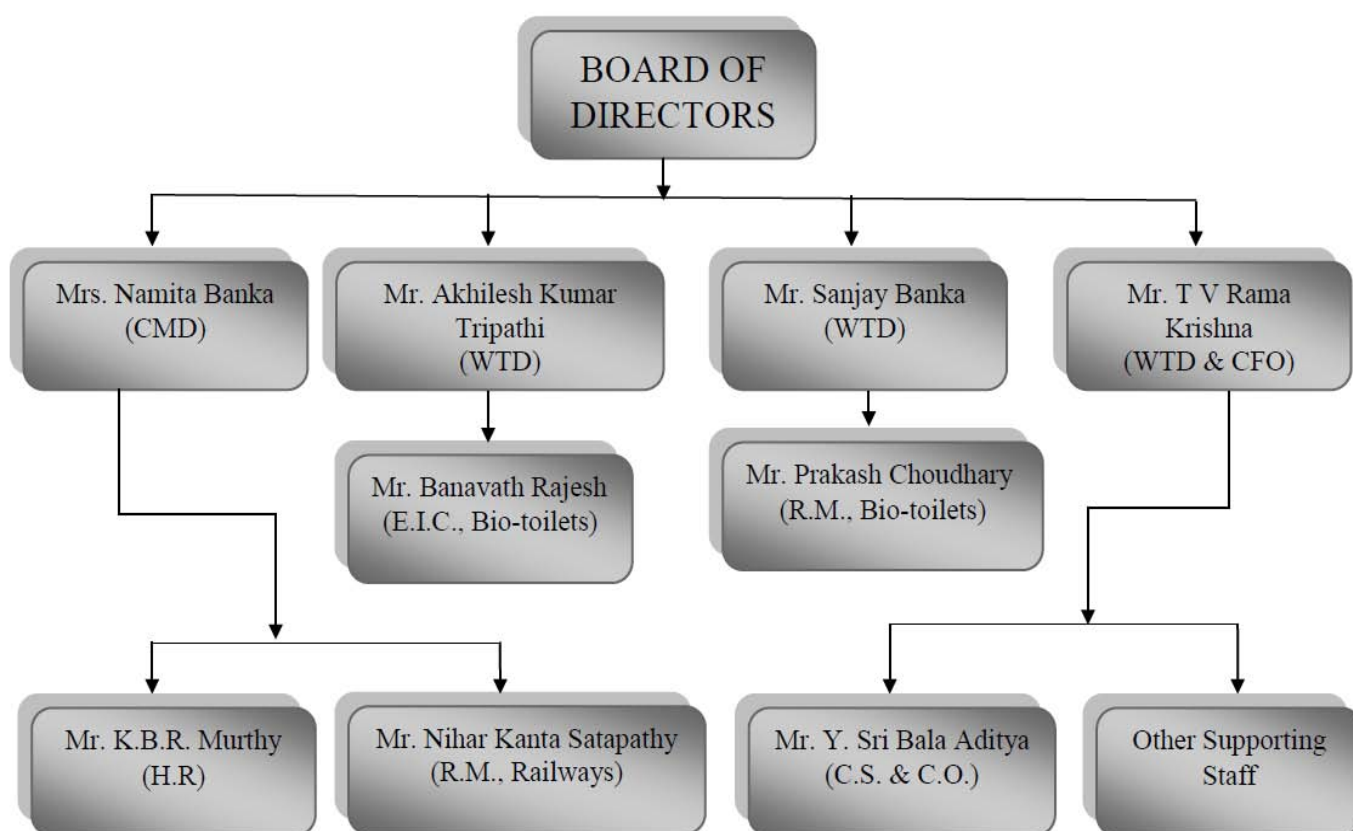 BOARD OF
DIRECTORS
Mrs. Namita Banka
(CMD)
Mr. Akhilesh Kumar
Tripathi
(WTD)
Mr. Sanjay Banka
(WTD)
Mr. T V Rama
Krishna
(WTD & CFO)
Mr. Banavath Rajesh
(E.I.C., Bio-toilets)
Mr. Prakash Choudhary
(R.M., Bio-toilets)
Mr. K.B.R. Murthy
(H.R)
Mr. Nihar Kanta Satapathy
(R.M., Railways)
Mr. Y. Sri Bala Aditya
(C.S. & C.O.)
Other Supporting
Staff